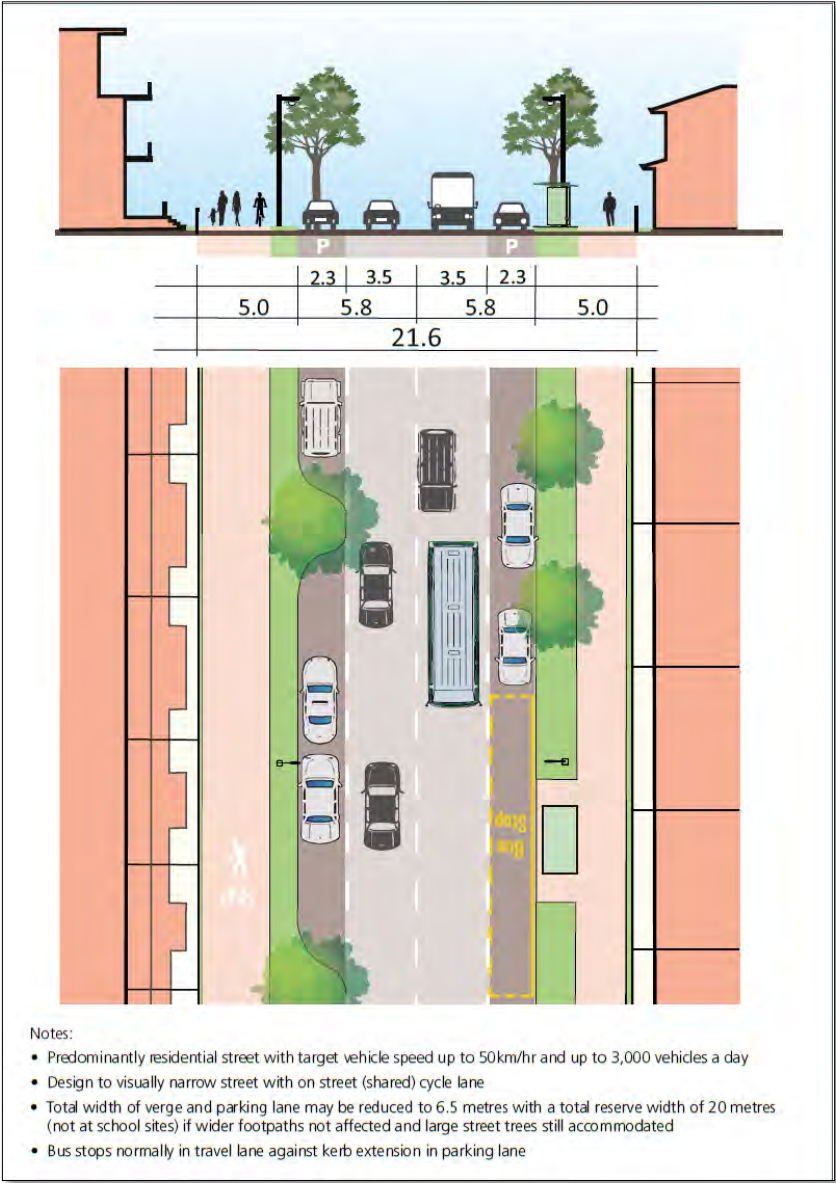 P P
2.3 3.5 3.5 2.3
5.0 5.8 5.8 5.0
21.6
Bus
Stop
Notes:
• Predominantly residential street with target vehicle speed up to 50km/hr and up to 3,000 vehicles a day
• Design to visually narrow street with on street (shared) cycle lane
• Total width of verge and parking lane may be reduced to 6.5 metres with a total reserve width of 20 metres
(not at school sites) if wider footpaths not affected and large street trees still accommodated
• Bus stops normally in travel lane against kerb extension in parking lane